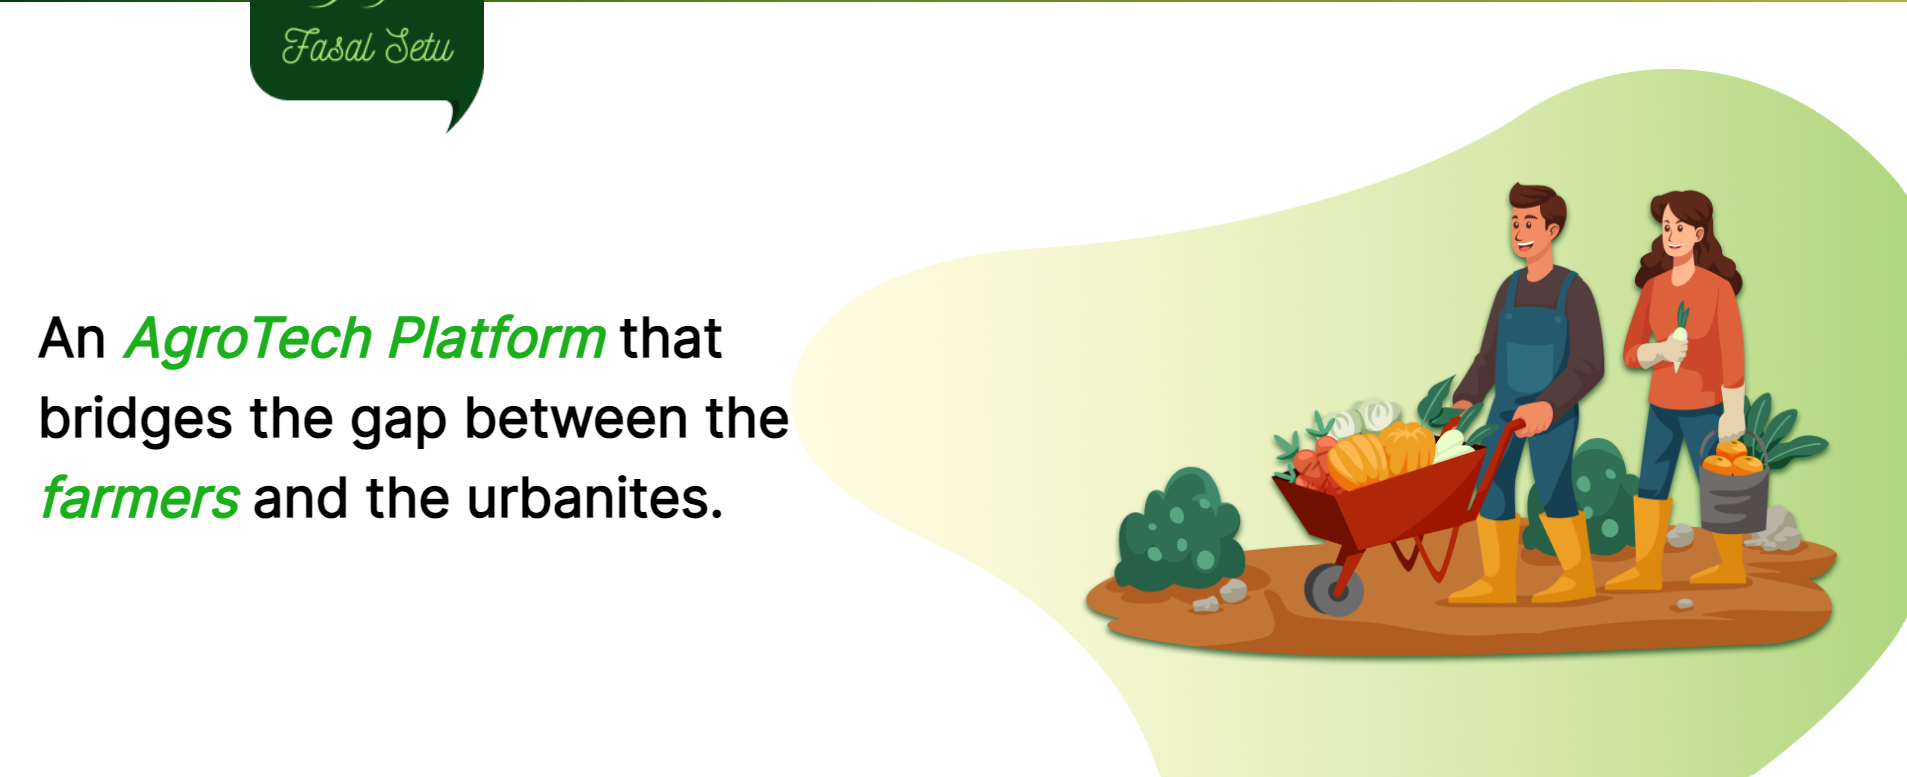 Fasal Setu
An AgroTech Platform that
bridges the gap between the
farmers and the urbanites.